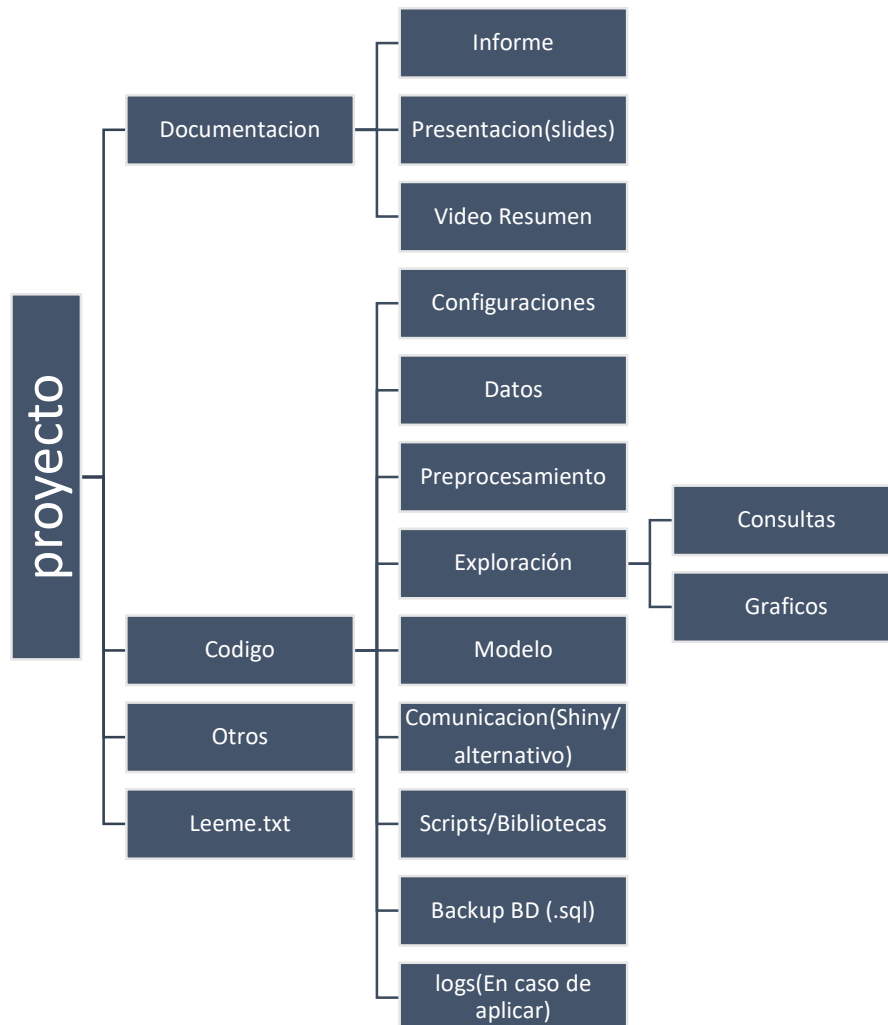 proyecto
Documentacion
Informe
Presentacion(slides)
Video Resumen
Codigo
Configuraciones
Datos
Preprocesamiento
Exploración
Consultas
Graficos
Modelo
Comunicacion(Shiny/
alternativo)
Scripts/Bibliotecas
Backup BD (.sql)
logs(En caso de
aplicar)
Otros
Leeme.txt